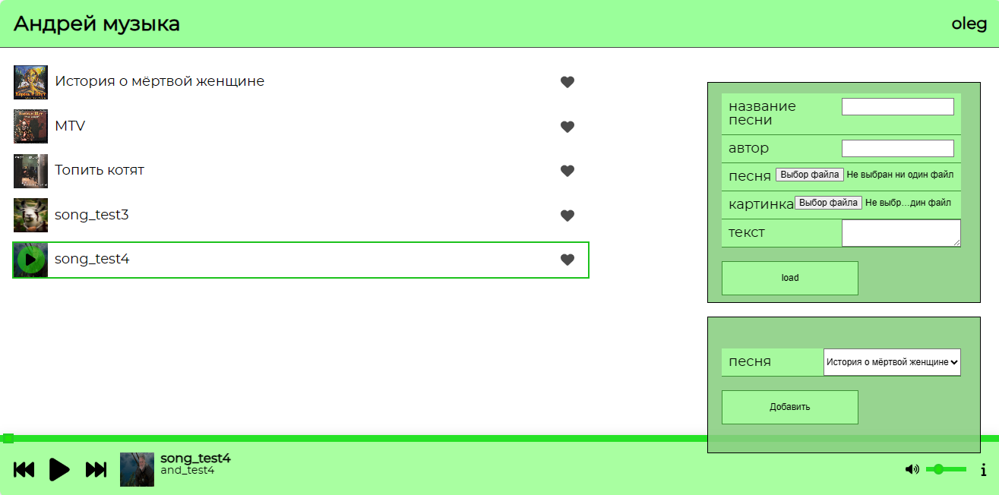 Андрей музыка
oleg
История о мёртвой женщине
MTV
Топить котят
song_test3
song_test4
название
песни
автор
песня Выбор файла Не выбран ни один файл
картинка Выбор файла Не выбр...дин файл
текст
load
песня История о мёртвой женщине
Добавить
song_test4
and_test4
i